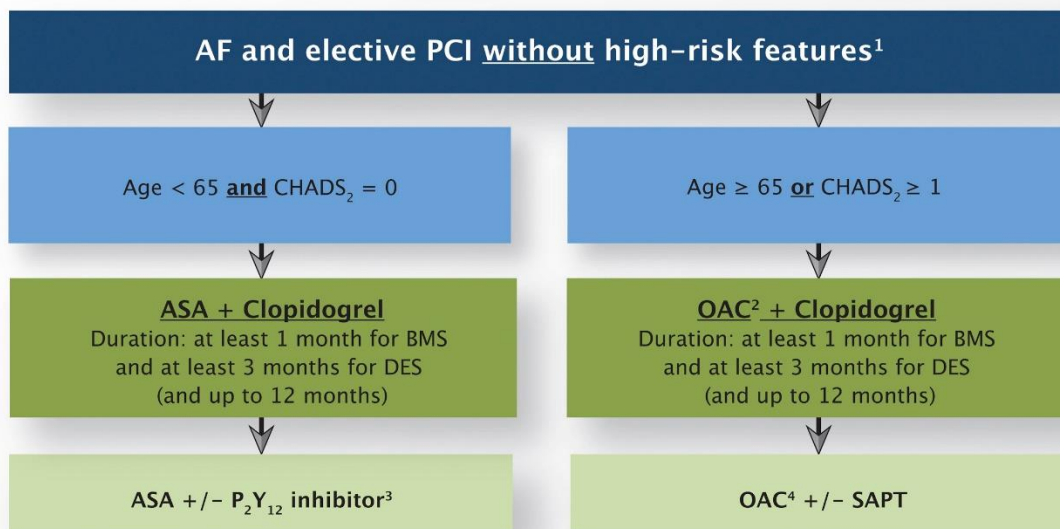 AF and elective PCI without high-risk features¹
Age < 65 and CHADS₂ = 0
Age ≥ 65 or CHADS₂ ≥ 1
ASA + Clopidogrel
Duration: at least 1 month for BMS
and at least 3 months for DES
(and up to 12 months)
OAC² + Clopidogrel
Duration: at least 1 month for BMS
and at least 3 months for DES
(and up to 12 months)
ASA +/- P₂Y₁₂ inhibitor³
OAC⁴ +/- SAPT